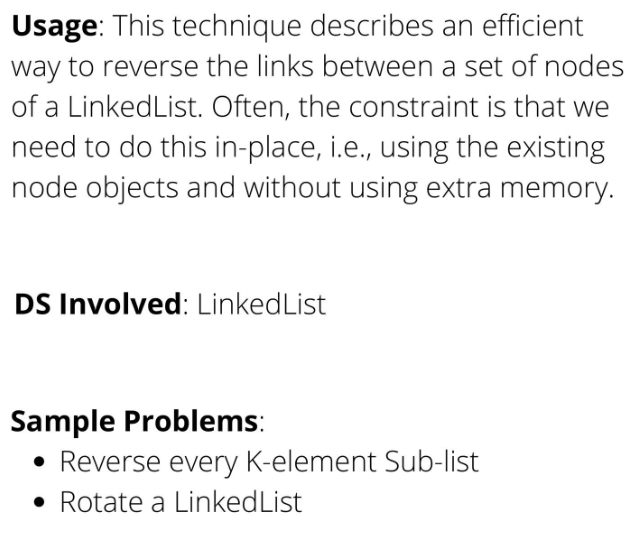 Usage: This technique describes an efficient
way to reverse the links between a set of nodes
of a LinkedList. Often, the constraint is that we
need to do this in-place, i.e., using the existing
node objects and without using extra memory.
DS Involved: LinkedList
Sample Problems:
• Reverse every K-element Sub-list
• Rotate a LinkedList